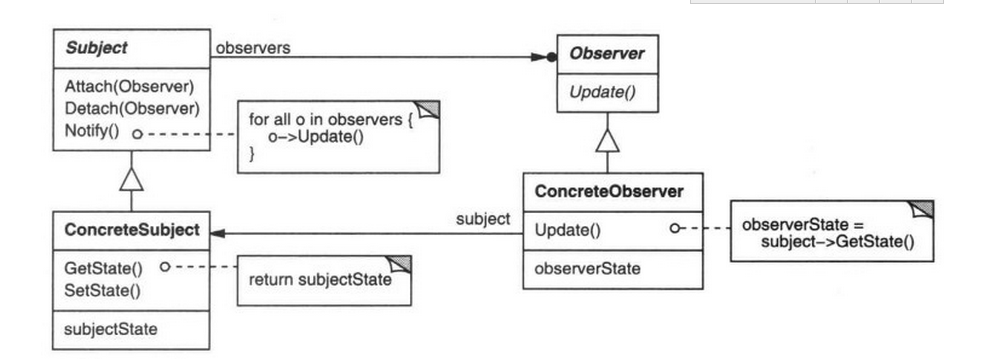 Subject
Attach(Observer)
Detach(Observer)
Notify()
observers
Observer
Update()
for all o in observers {
o->Update()
}
ConcreteSubject
GetState()
SetState()
subjectState
return subjectState
subject
ConcreteObserver
Update()
observerState
observerState =
subject->GetState()